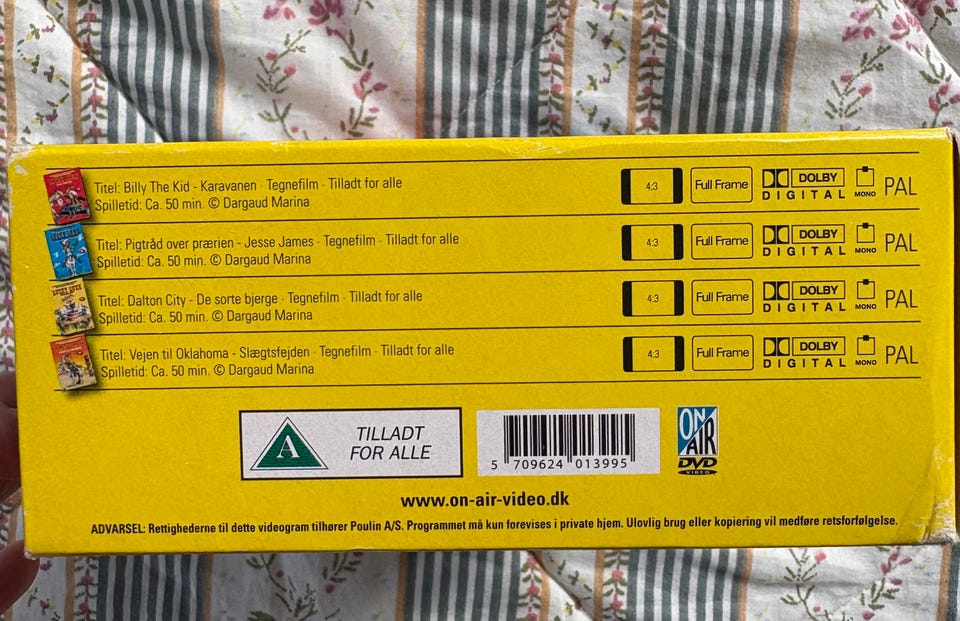 Titel: Billy The Kid - Karavanen · Tegnefilm · Tilladt for alle
Spilletid: Ca. 50 min. © Dargaud Marina
4:3
Full Frame
DOLBY
DIGITAL
MONO
PAL
Titel: Pigtråd over prærien - Jesse James · Tegnefilm · Tilladt for alle
Spilletid: Ca. 50 min. © Dargaud Marina
4:3
Full Frame
DOLBY
DIGITAL
MONO
PAL
Titel: Dalton City - De sorte bjerge · Tegnefilm · Tilladt for alle
Spilletid: Ca. 50 min. © Dargaud Marina
4:3
Full Frame
DOLBY
DIGITAL
MONO
PAL
Titel: Vejen til Oklahoma - Slægtsfejden · Tegnefilm · Tilladt for alle
Spilletid: Ca. 50 min. © Dargaud Marina
4:3
Full Frame
DOLBY
DIGITAL
MONO
PAL
A
TILLADT
FOR ALLE
5 709624 013995
ON
AIR
DVD
VIDEO
www.on-air-video.dk
ADVARSEL: Rettighederne til dette videogram tilhører Poulin A/S. Programmet må kun forevises i private hjem. Ulovlig brug eller kopiering vil medføre retsforfølgelse.